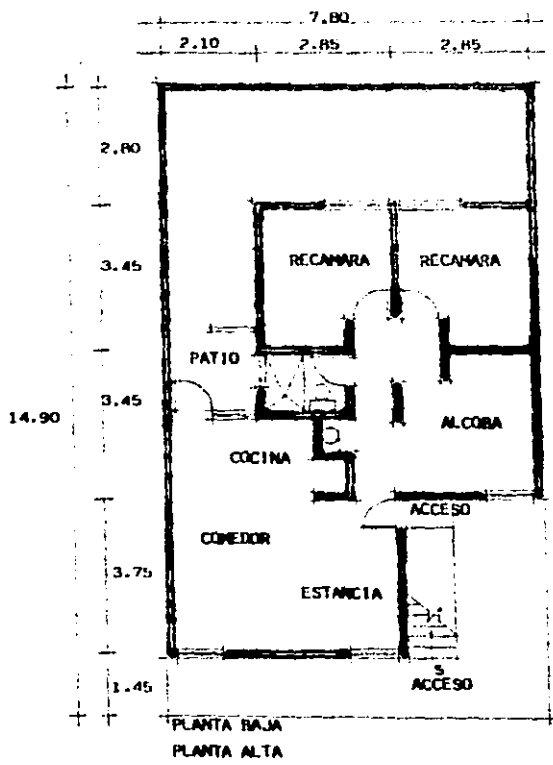 7.80
2.10 2.85 2.85
2.80
3.45
RECAMARA RECAMARA
PATIO
14.90
3.45
ALCOBA
COCINA
ACCESO
COMEDOR
3.75
ESTANCIA
S
ACCESO
1.45
PLANTA BAJA
PLANTA ALTA